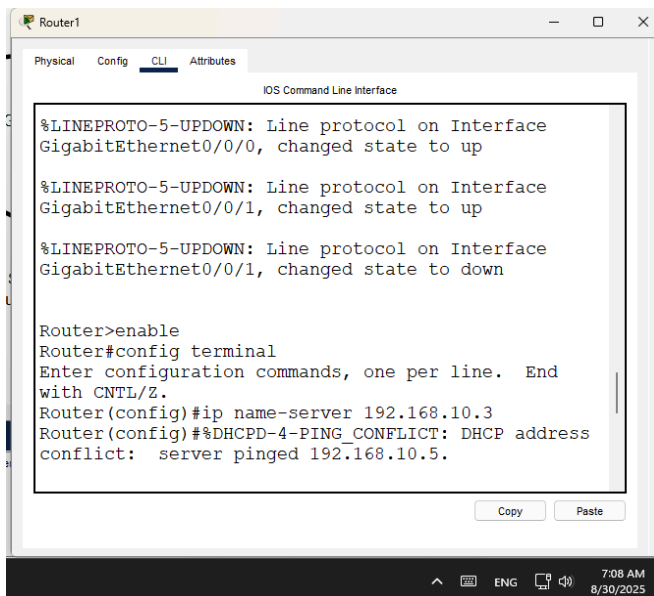 Router1
Physical Config CLI Attributes
IOS Command Line Interface
%LINEPROTO-5-UPDOWN: Line protocol on Interface
GigabitEthernet0/0/0, changed state to up
%LINEPROTO-5-UPDOWN: Line protocol on Interface
GigabitEthernet0/0/1, changed state to up
%LINEPROTO-5-UPDOWN: Line protocol on Interface
GigabitEthernet0/0/1, changed state to down
Router>enable
Router#config terminal
Enter configuration commands, one per line.  End
with CNTL/Z.
Router(config)#ip name-server 192.168.10.3
Router(config)#%DHCPD-4-PING_CONFLICT: DHCP address
conflict:  server pinged 192.168.10.5.
Copy Paste
ENG 7:08 AM
8/30/2025